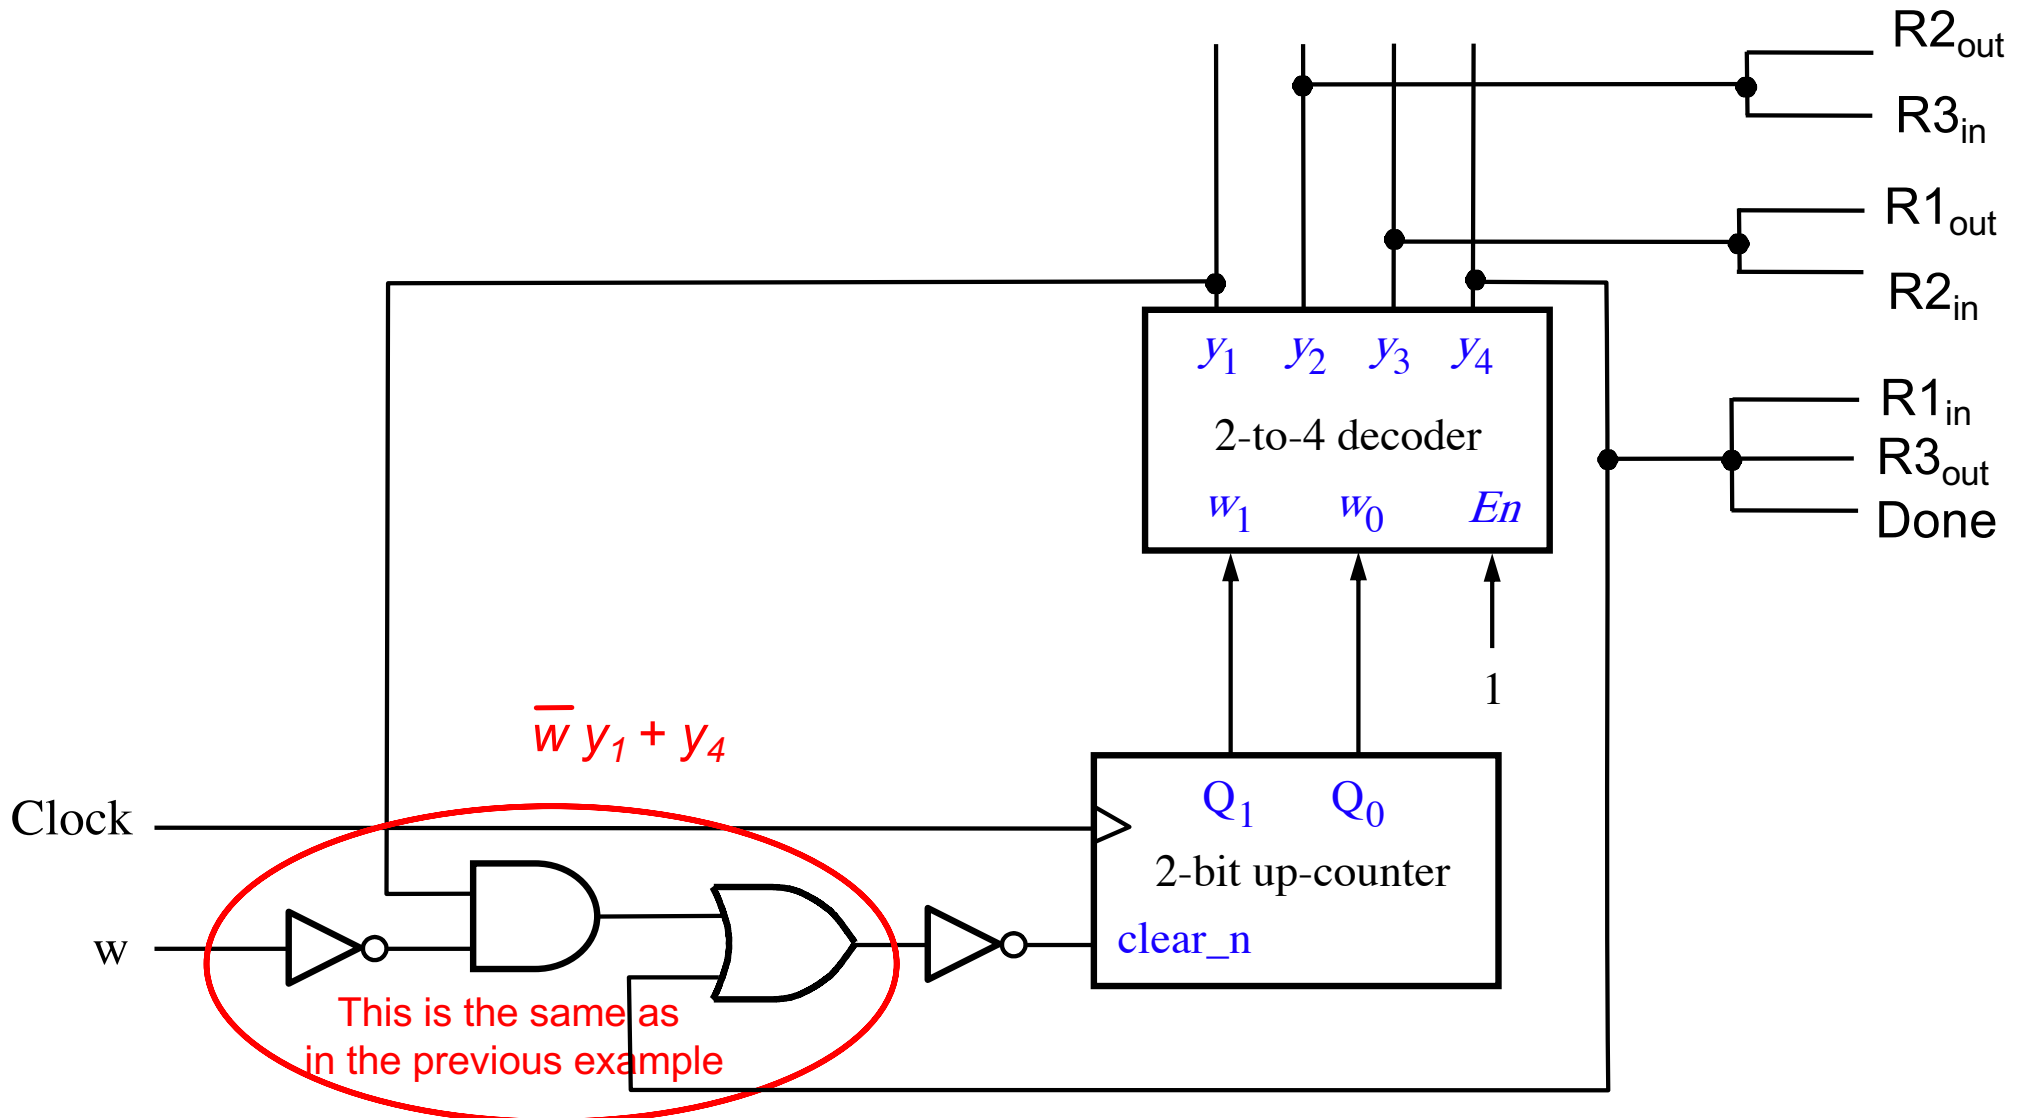 R2out
R3in
R1out
R2in
y1 y2 y3 y4
R1in
2-to-4 decoder
R3out
w1 w0 En
Done
1
w̅ y1 + y4
Q1 Q0
Clock
2-bit up-counter
w
clear_n
This is the same as
in the previous example